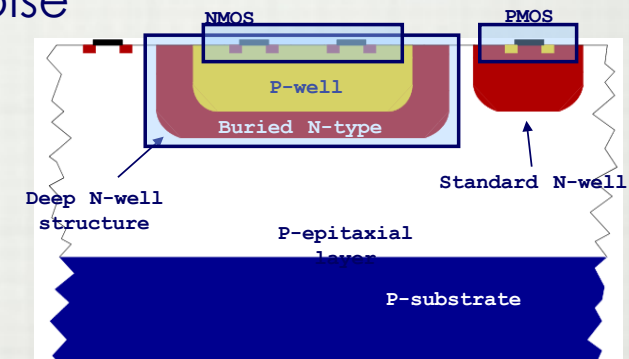 NMOS
PMOS
P-well
Buried N-type
Deep N-well
structure
Standard N-well
P-epitaxial
layer
P-substrate